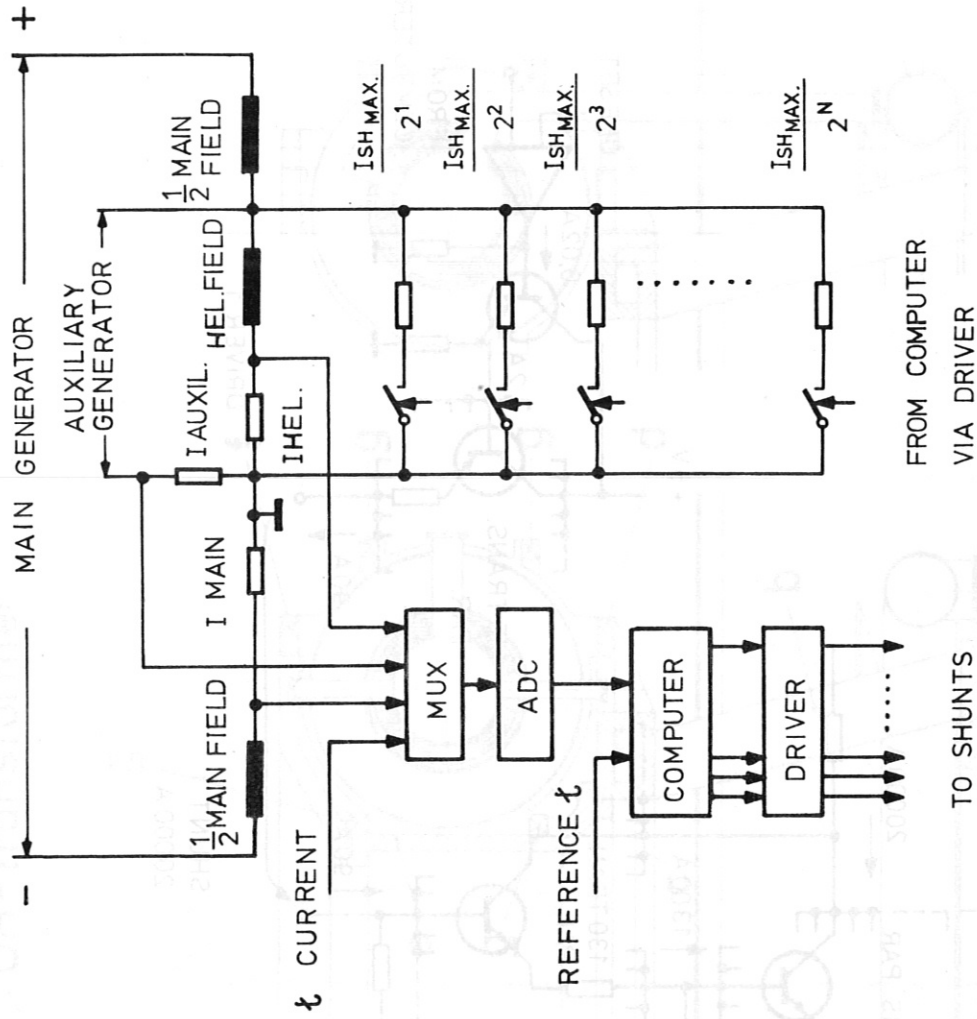 - MAIN GENERATOR +
AUXILIARY
GENERATOR
1/2 MAIN FIELD
I MAIN
I AUXIL.
I HEL.
HEL. FIELD
1/2 MAIN
FIELD
CURRENT
MUX
ADC
REFERENCE
COMPUTER
DRIVER
TO SHUNTS
ISH MAX.
2^1
ISH MAX.
2^2
ISH MAX.
2^3
ISH MAX.
2^N
FROM COMPUTER
VIA DRIVER